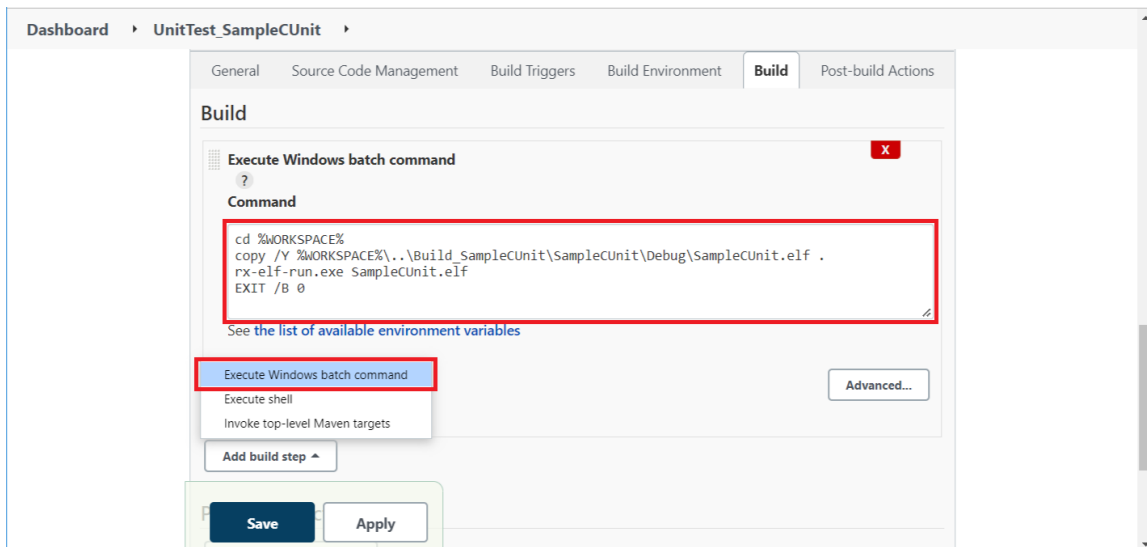 Dashboard UnitTest_SampleCUnit
General Source Code Management Build Triggers Build Environment Build Post-build Actions
Build
X
Execute Windows batch command
?
Command
cd %WORKSPACE%
copy /Y %WORKSPACE%\..\Build_SampleCUnit\SampleCUnit\Debug\SampleCUnit.elf .
rx-elf-run.exe SampleCUnit.elf
EXIT /B 0
See the list of available environment variables
Execute Windows batch command
Execute shell
Invoke top-level Maven targets
Advanced...
Add build step
Save Apply